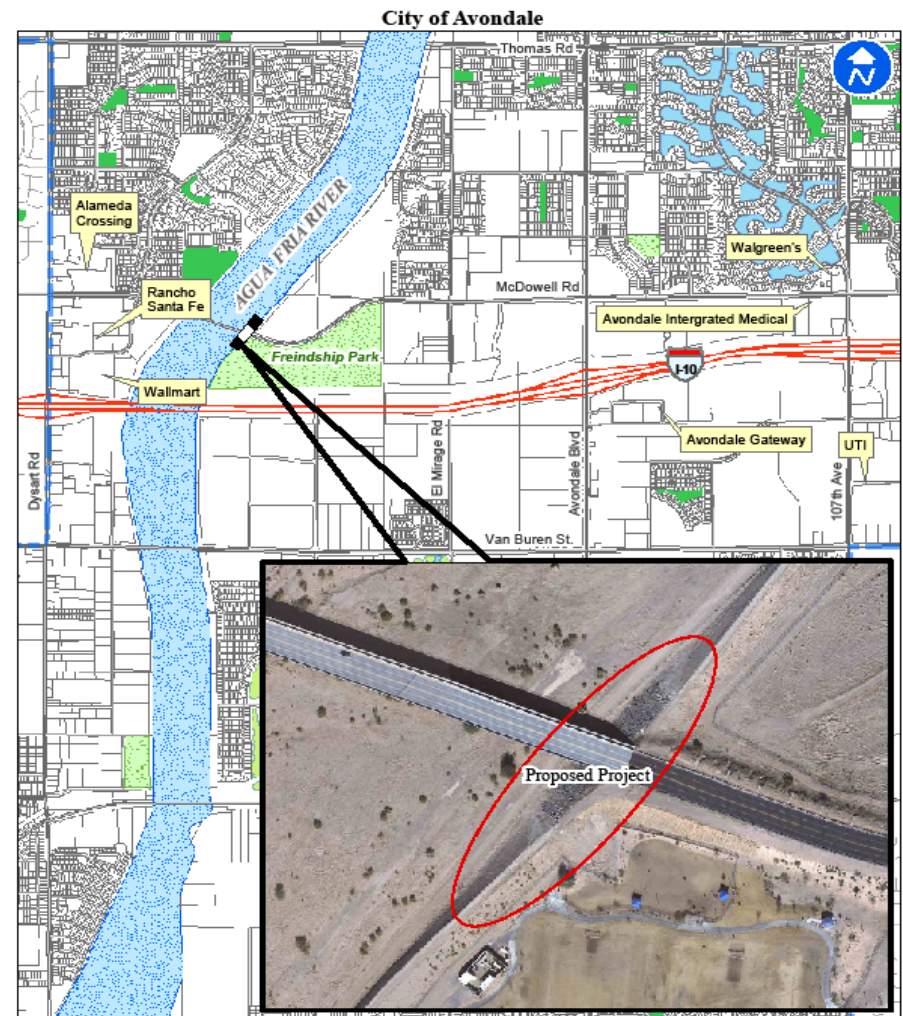 City of Avondale
Thomas Rd
N
Alameda
Crossing
AGUA FRIA RIVER
Walgreen's
Rancho
Santa Fe
McDowell Rd
Avondale Intergrated Medical
Freindship Park
I-10
Wallmart
Avondale Gateway
UTI
Dysart Rd
El Mirage Rd
Avondale Blvd
107th Ave
Van Buren St.
Proposed Project